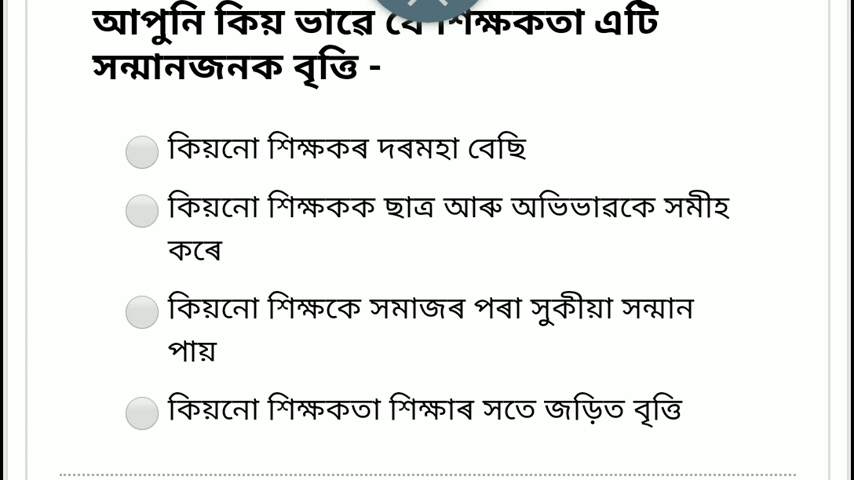 আপুনি কিয় ভাৱে যে শিক্ষকতা এটি
সন্মানজনক বৃত্তি -
কিয়নো শিক্ষকৰ দৰমহা বেছি
কিয়নো শিক্ষকক ছাত্ৰ আৰু অভিভাৱকে সমীহ
কৰে
কিয়নো শিক্ষকে সমাজৰ পৰা সুকীয়া সন্মান
পায়
কিয়নো শিক্ষকতা শিক্ষাৰ সতে জড়িত বৃত্তি